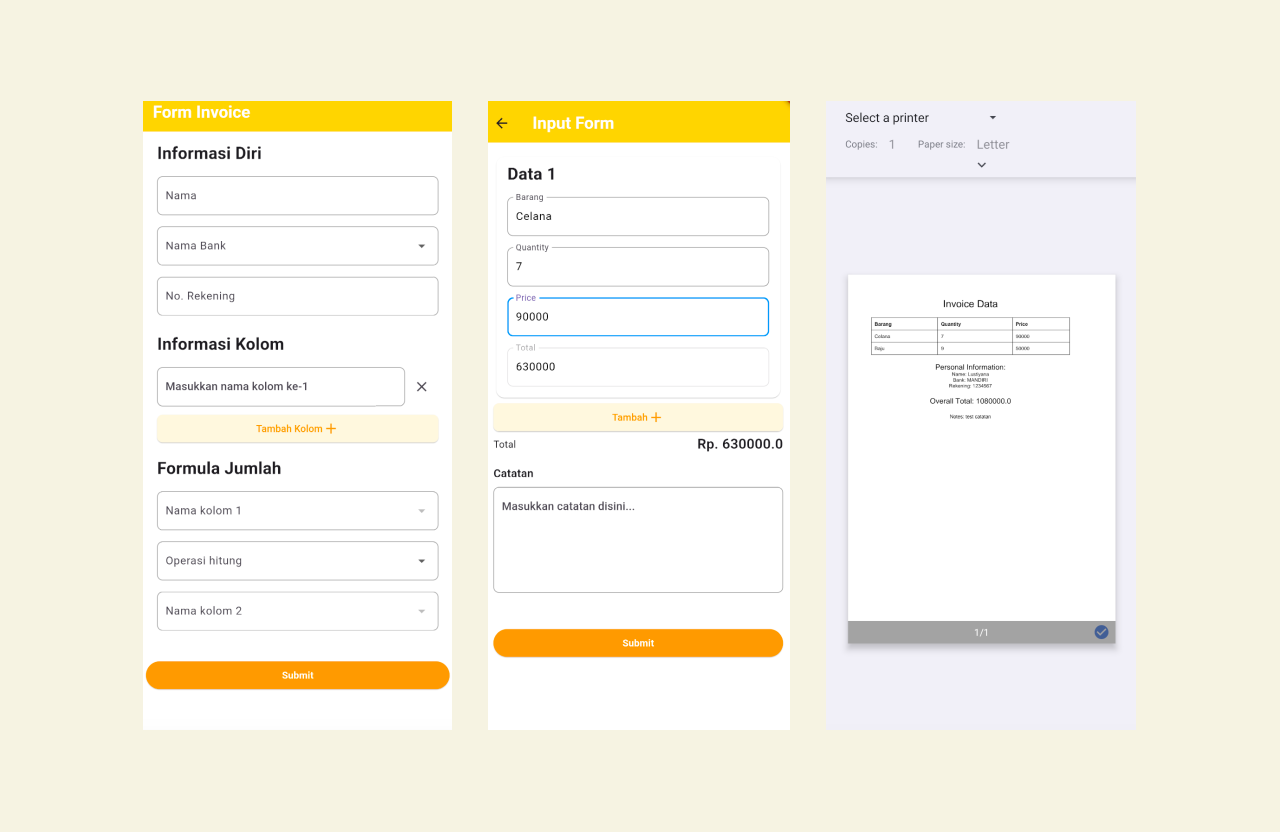 Form Invoice
Informasi Diri
Nama
Nama Bank
No. Rekening
Informasi Kolom
Masukkan nama kolom ke-1
Tambah Kolom +
Formula Jumlah
Nama kolom 1
Operasi hitung
Nama kolom 2
Submit
Input Form
Data 1
Barang
Celana
Quantity
7
Price
90000
Total
630000
Tambah +
Total Rp. 630000.0
Catatan
Masukkan catatan disini...
Submit
Select a printer
Copies: 1 Paper size: Letter
Invoice Data
Barang Quantity Price
Celana 7 90000
Baju 9 50000
Personal Information:
Name: Lusiyana
Bank: MANDIRI
Rekening: 1234567
Overall Total: 1080000.0
Notes: test catatan
1/1